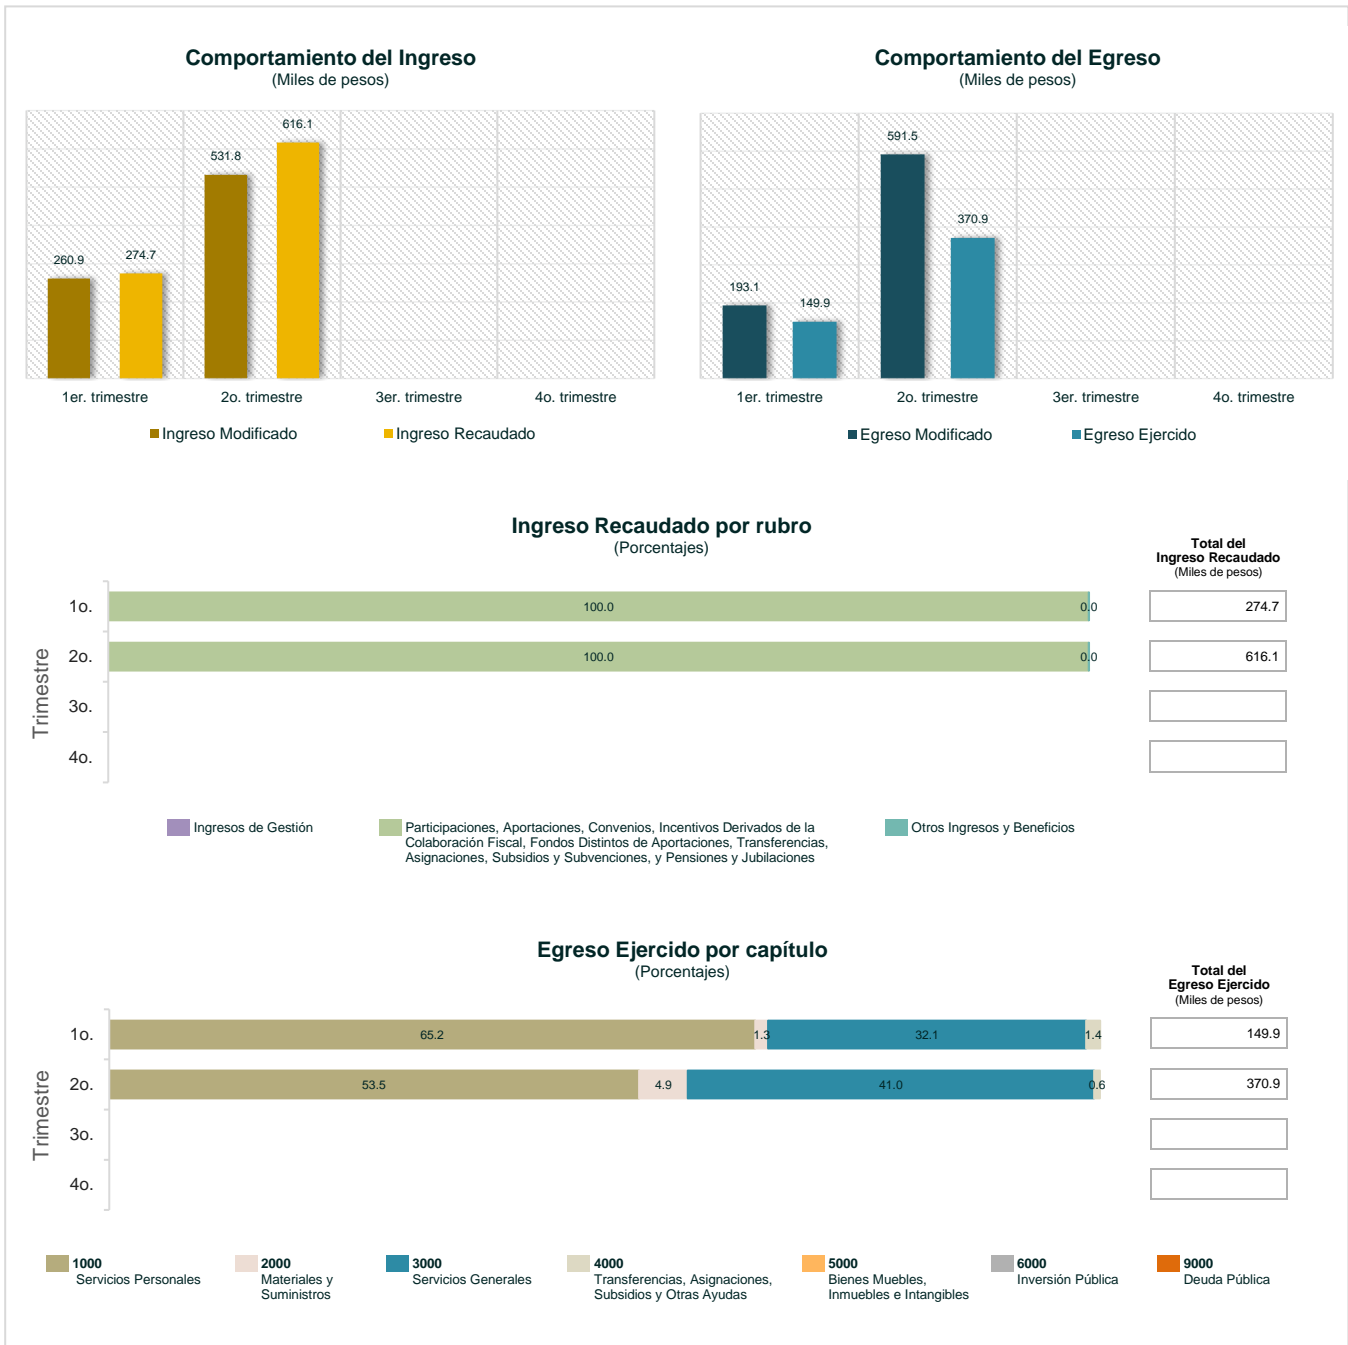 Comportamiento del Ingreso
(Miles de pesos)
616.1
531.8
260.9
274.7
1er. trimestre
2o. trimestre
3er. trimestre
4o. trimestre
Ingreso Modificado
Ingreso Recaudado
Comportamiento del Egreso
(Miles de pesos)
591.5
370.9
193.1
149.9
1er. trimestre
2o. trimestre
3er. trimestre
4o. trimestre
Egreso Modificado
Egreso Ejercido
Ingreso Recaudado por rubro
(Porcentajes)
Total del
Ingreso Recaudado
(Miles de pesos)
Trimestre
1o.
100.0
0.0
274.7
2o.
100.0
0.0
616.1
3o.
4o.
Ingresos de Gestión
Participaciones, Aportaciones, Convenios, Incentivos Derivados de la
Colaboración Fiscal, Fondos Distintos de Aportaciones, Transferencias,
Asignaciones, Subsidios y Subvenciones, y Pensiones y Jubilaciones
Otros Ingresos y Beneficios
Egreso Ejercido por capítulo
(Porcentajes)
Total del
Egreso Ejercido
(Miles de pesos)
Trimestre
1o.
65.2
1.3
32.1
1.4
149.9
2o.
53.5
4.9
41.0
0.6
370.9
3o.
4o.
1000
Servicios Personales
2000
Materiales y
Suministros
3000
Servicios Generales
4000
Transferencias, Asignaciones,
Subsidios y Otras Ayudas
5000
Bienes Muebles,
Inmuebles e Intangibles
6000
Inversión Pública
9000
Deuda Pública